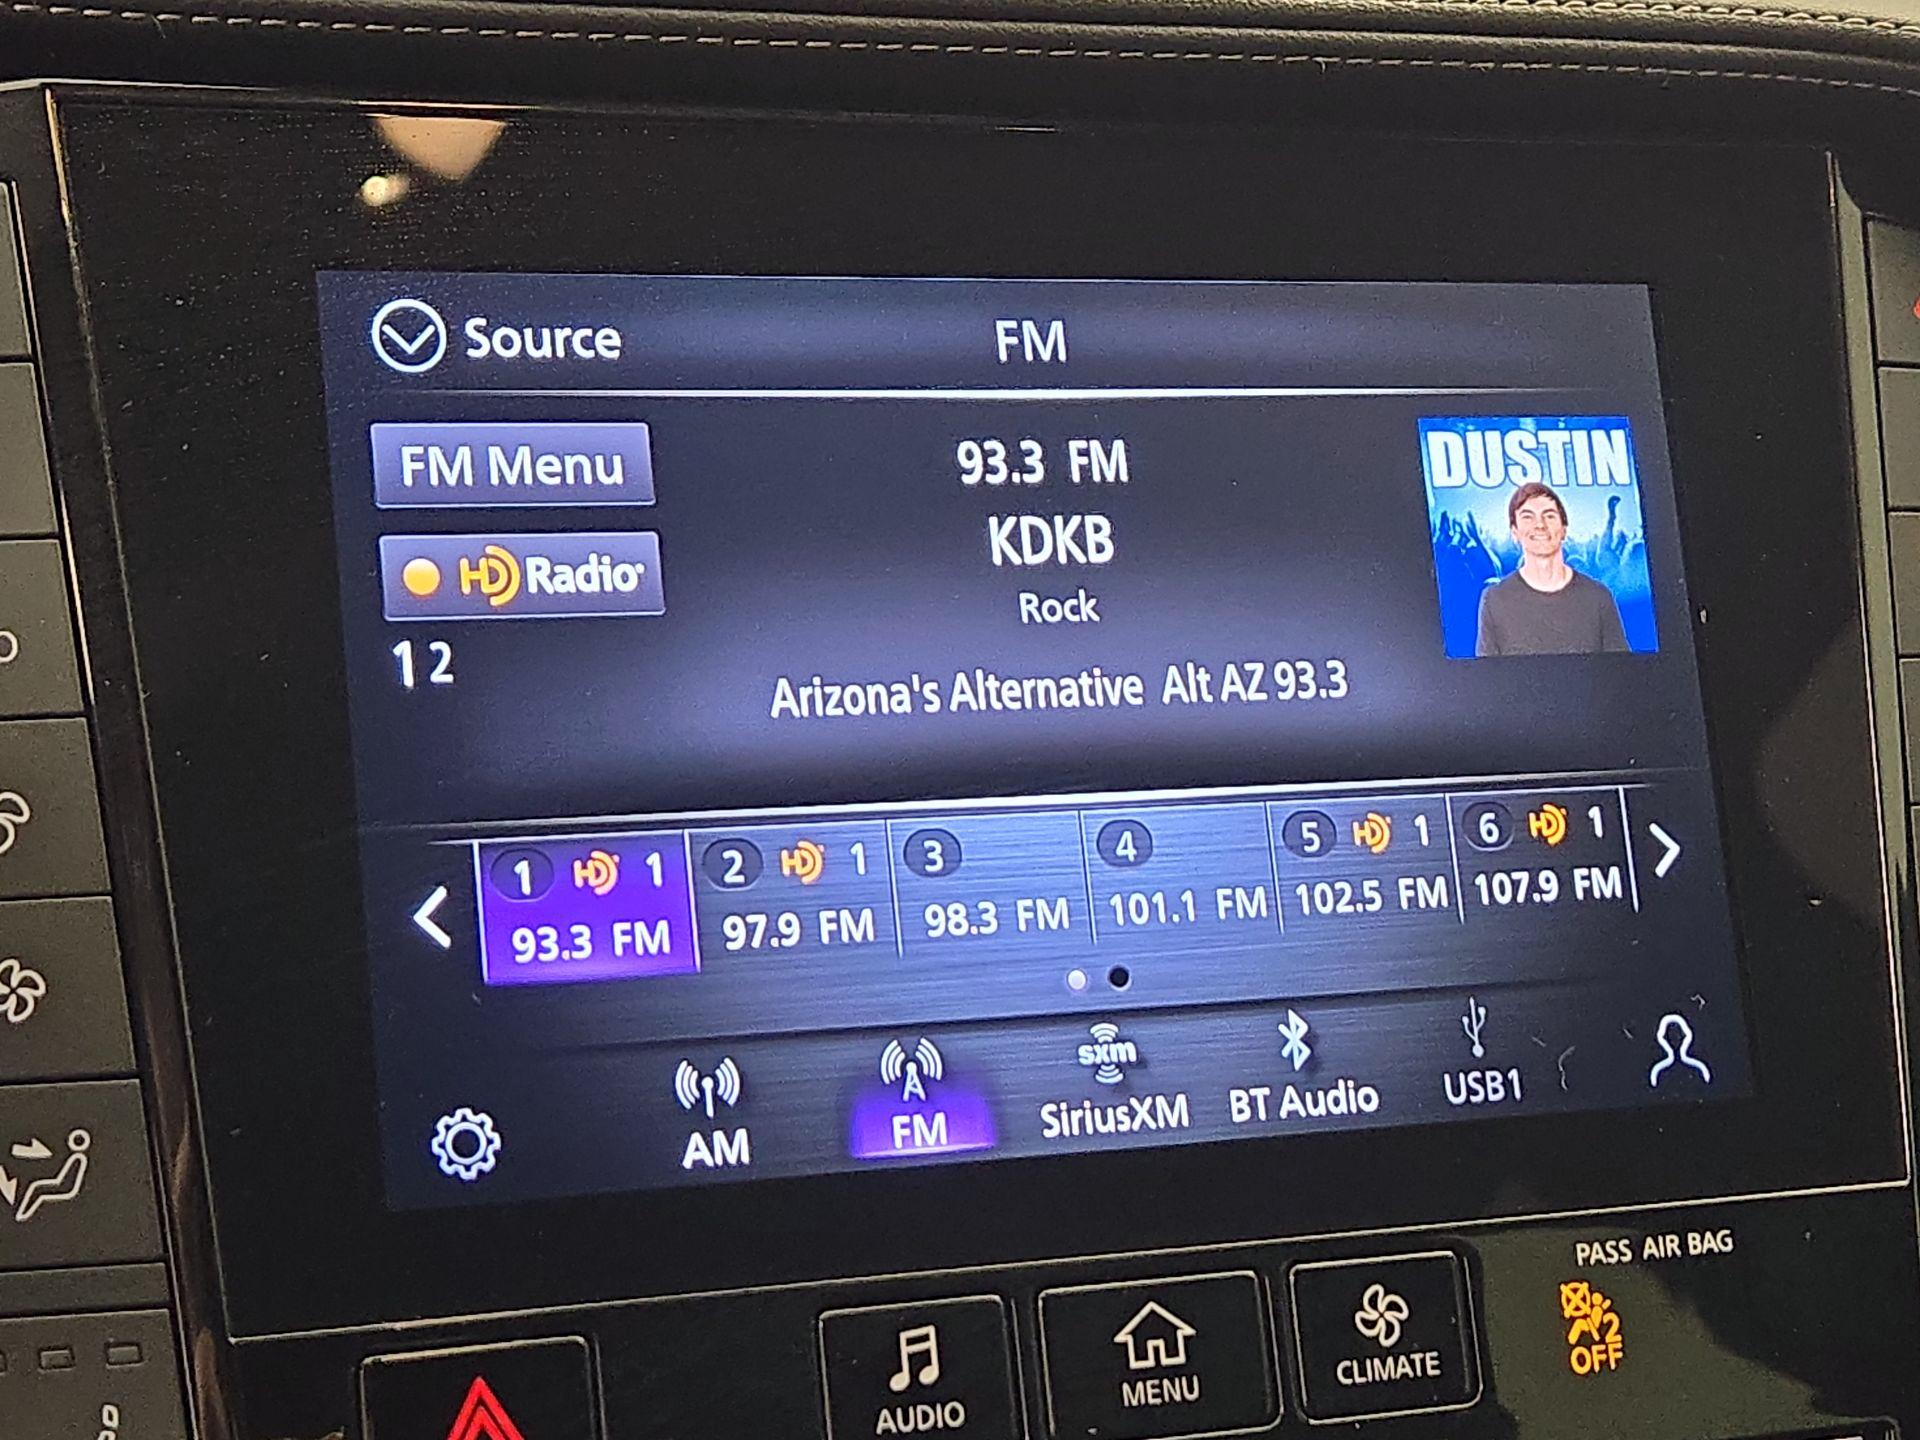 Source
FM
FM Menu
93.3 FM
DUSTIN
HD Radio
KDKB
Rock
1 2
Arizona's Alternative Alt AZ 93.3
1 HD 1
93.3 FM
2 HD 1
97.9 FM
3
98.3 FM
4
101.1 FM
5 HD 1
102.5 FM
6 HD 1
107.9 FM
AM
FM
sxm
SiriusXM
BT Audio
USB1
PASS AIR BAG
2
OFF
AUDIO
MENU
CLIMATE